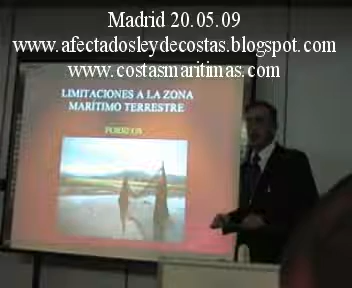 Madrid 20.05.09
www.afectadosleydecostas.blogspot.com
www.costasmaritimas.com
LIMITACIONES A LA ZONA
MARÍTIMO TERRESTRE